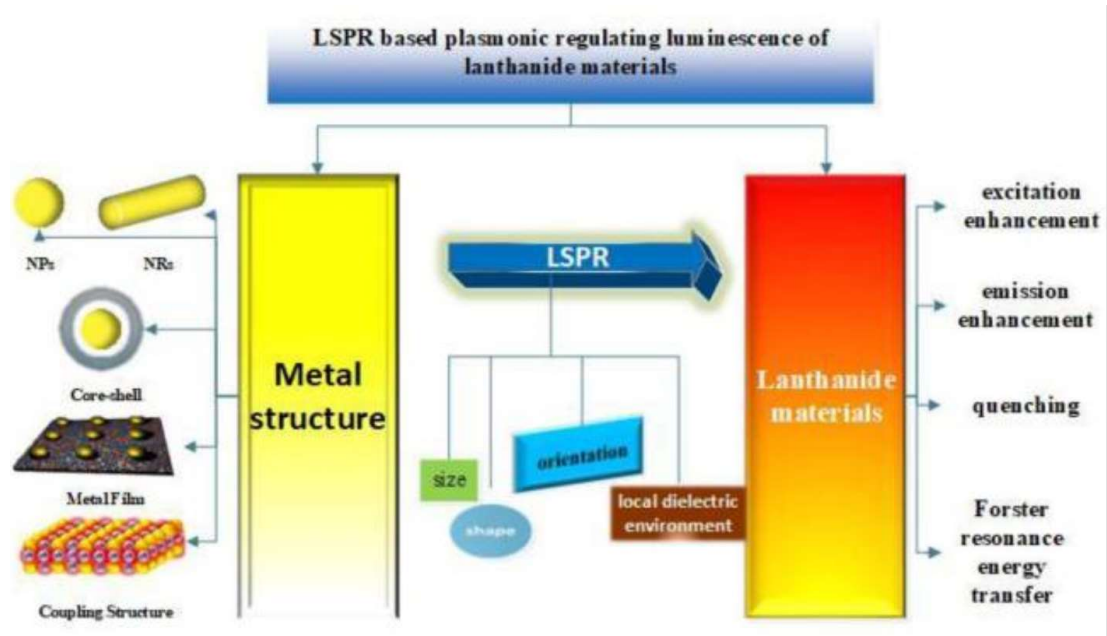 LSPR based plasmonic regulating luminescence of
lanthanide materials
NPs
NRs
Core-shell
Metal Film
Coupling Structure
Metal
structure
LSPR
size
shape
orientation
local dielectric
environment
Lanthanide
materials
excitation
enhancement
emission
enhancement
quenching
Forster
resonance
energy
transfer